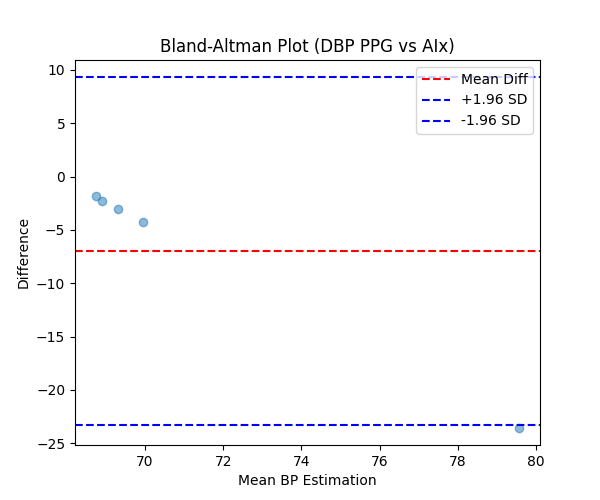 Bland-Altman Plot (DBP PPG vs AIx)
Mean Diff
+1.96 SD
-1.96 SD
10
5
0
−5
−10
−15
−20
−25
Difference
70
72
74
76
78
80
Mean BP Estimation